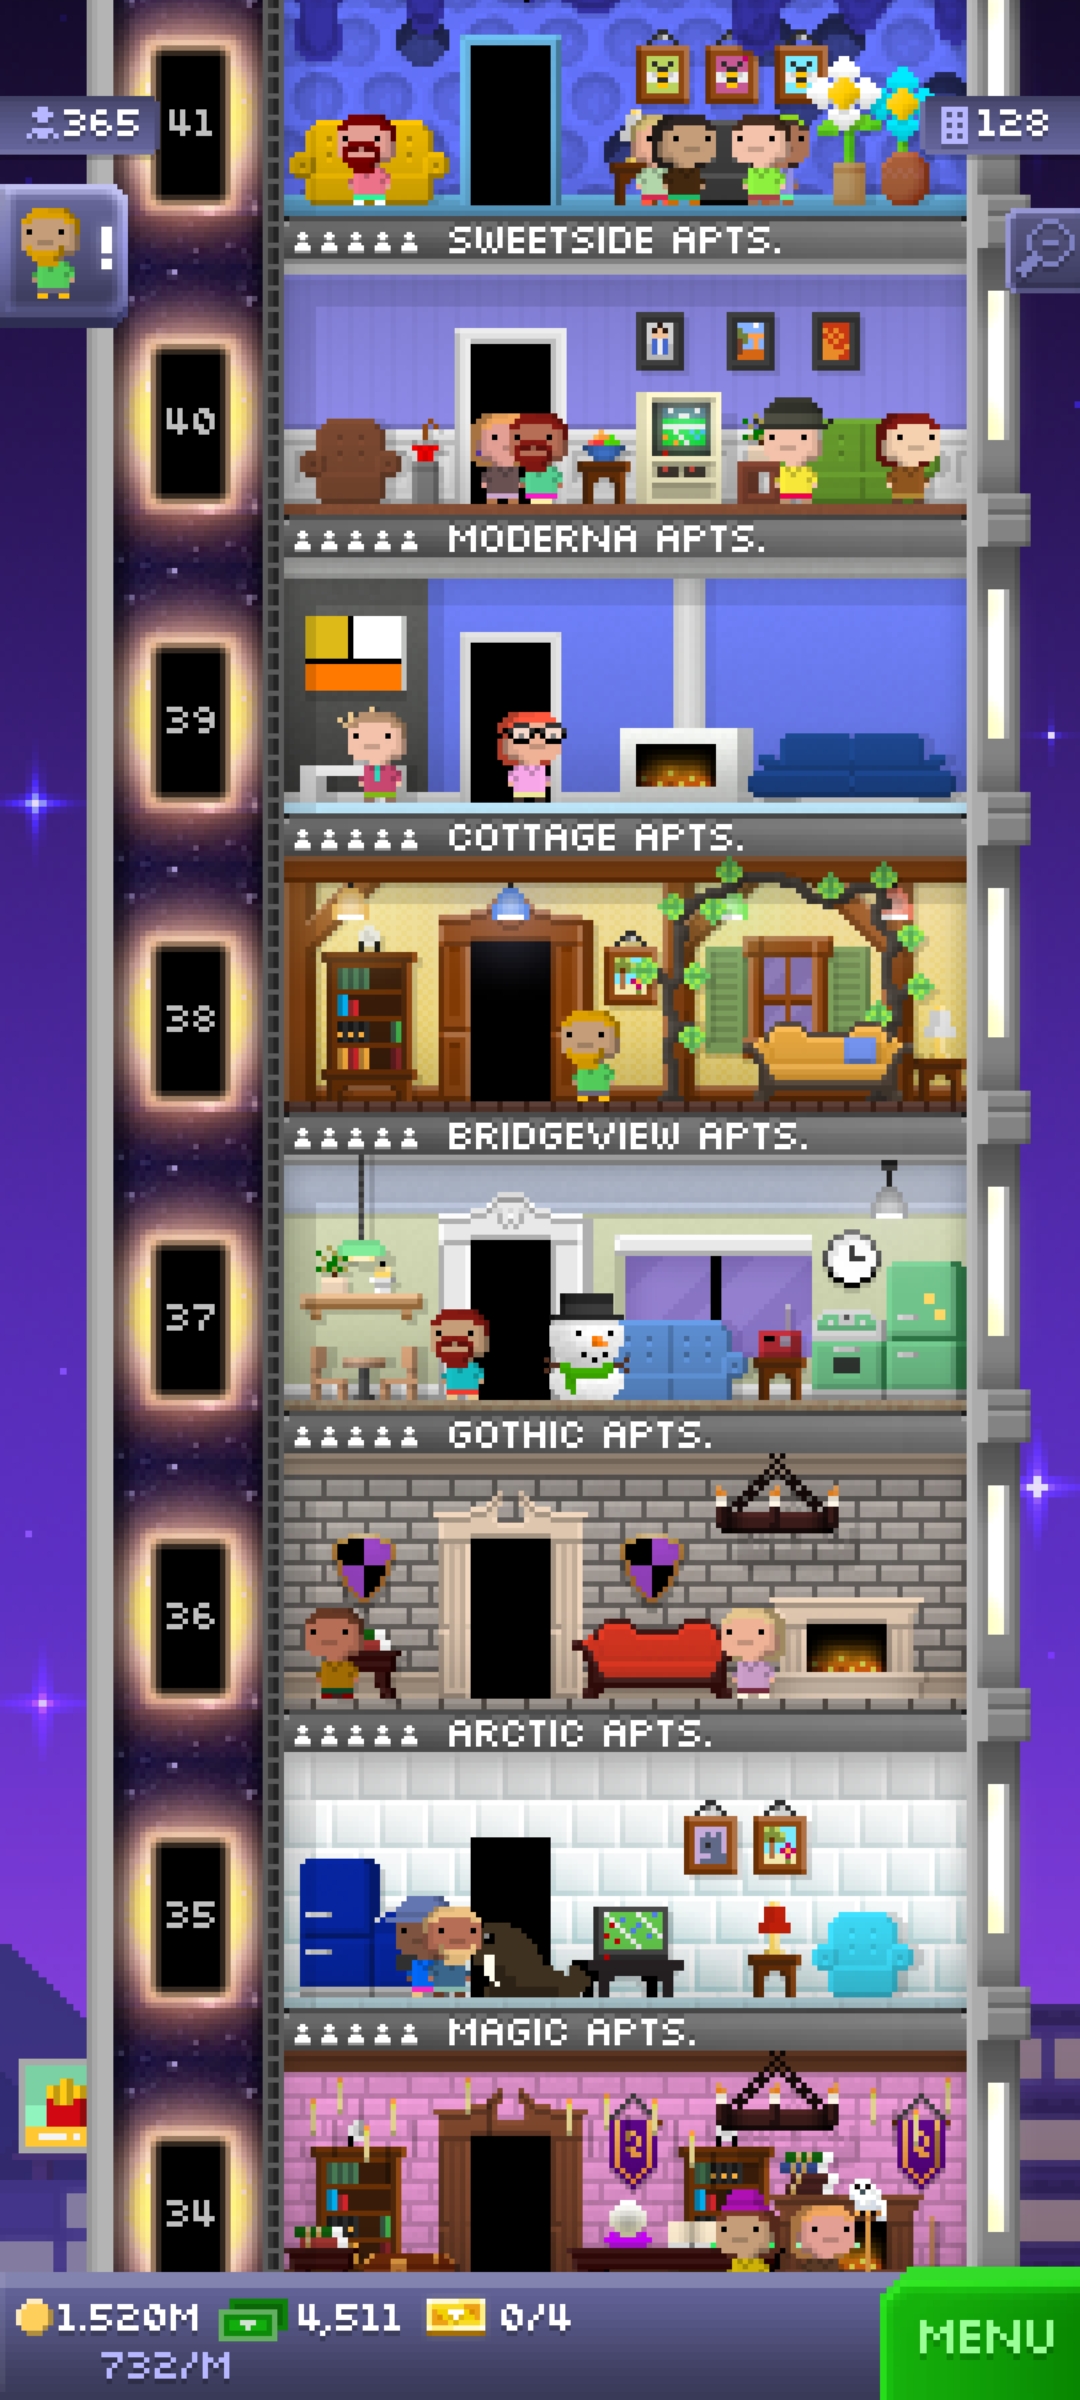 41
365
128
!
SWEETSIDE APTS.
40
MODERNA APTS.
39
COTTAGE APTS.
38
BRIDGEVIEW APTS.
37
GOTHIC APTS.
36
ARCTIC APTS.
35
MAGIC APTS.
34
1.520M 4,511 0/4
732/M
MENU